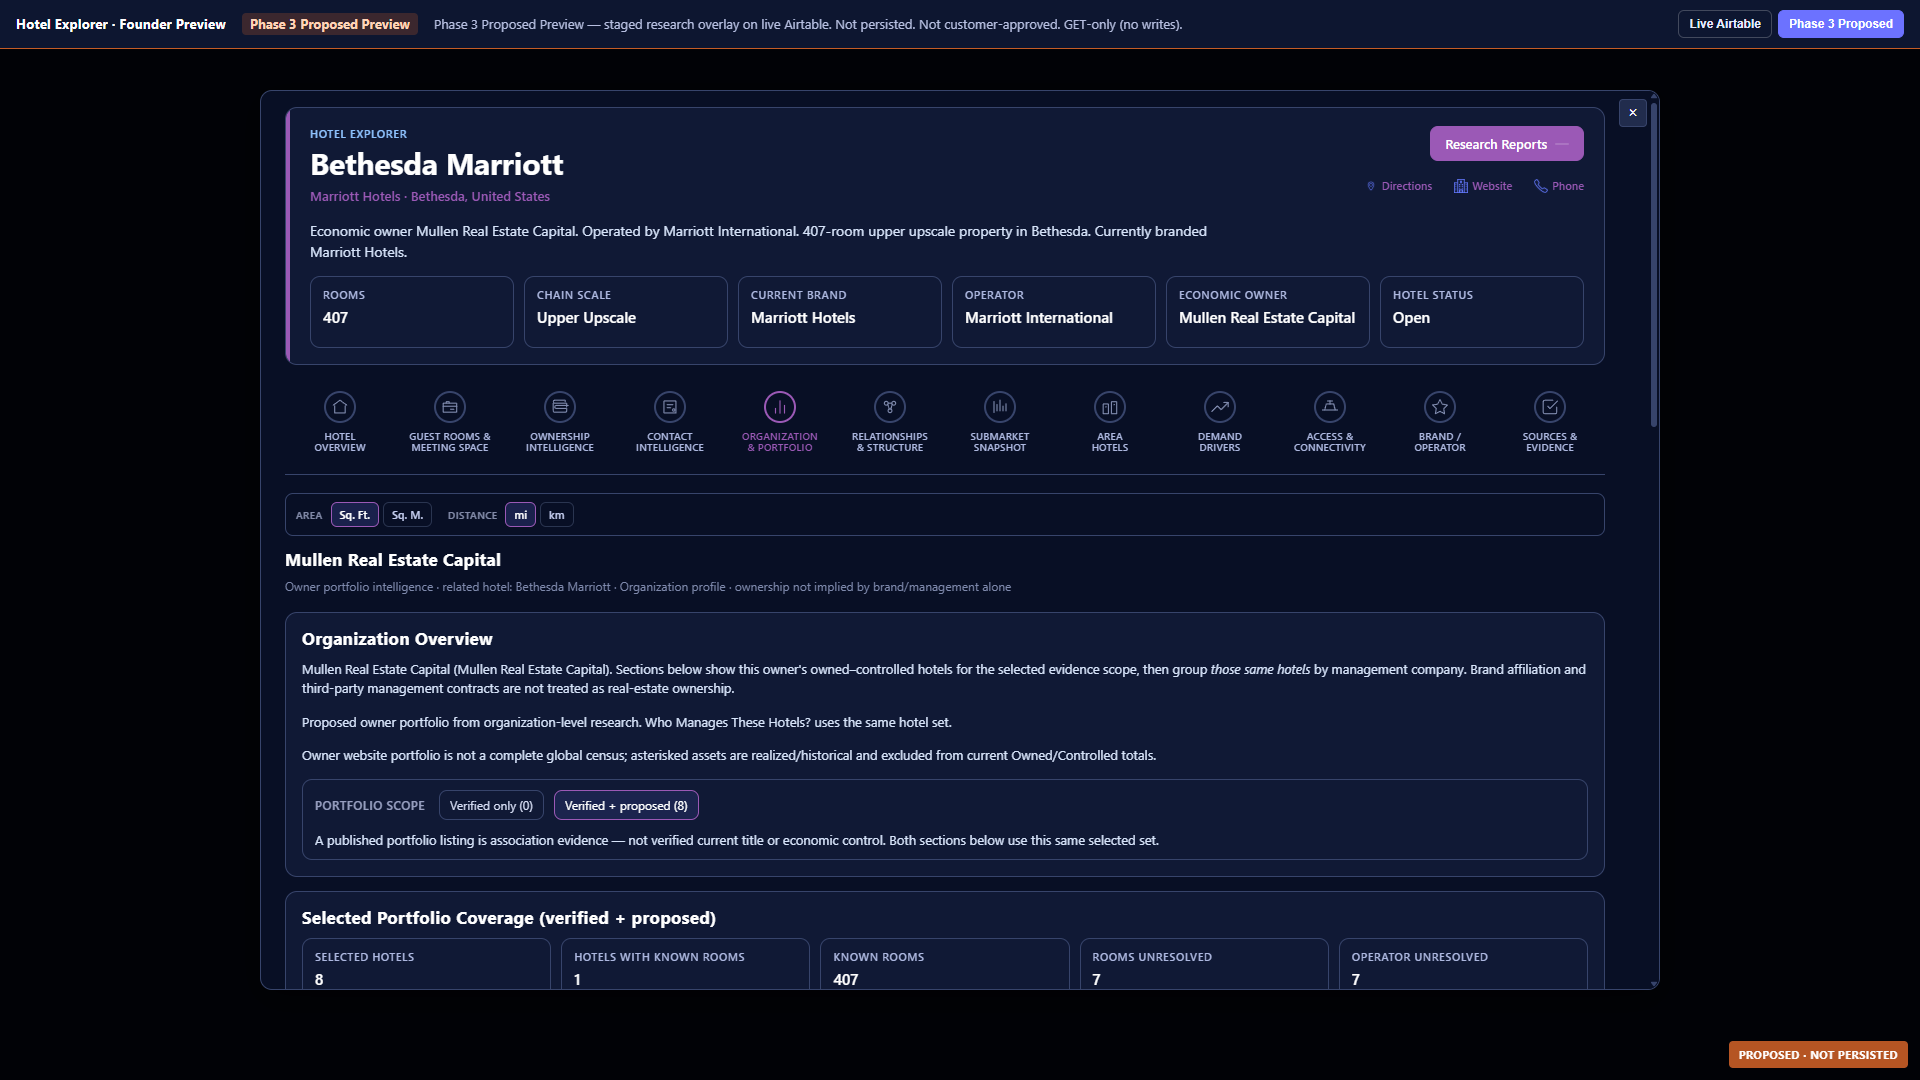 Hotel Explorer · Founder Preview
Phase 3 Proposed Preview
Phase 3 Proposed Preview — staged research overlay on live Airtable. Not persisted. Not customer-approved. GET-only (no writes).
Live Airtable
Phase 3 Proposed
HOTEL EXPLORER
Bethesda Marriott
Marriott Hotels · Bethesda, United States
Research Reports —
Directions
Website
Phone
Economic owner Mullen Real Estate Capital. Operated by Marriott International. 407-room upper upscale property in Bethesda. Currently branded
Marriott Hotels.
ROOMS
407
CHAIN SCALE
Upper Upscale
CURRENT BRAND
Marriott Hotels
OPERATOR
Marriott International
ECONOMIC OWNER
Mullen Real Estate Capital
HOTEL STATUS
Open
HOTEL
OVERVIEW
GUEST ROOMS &
MEETING SPACE
OWNERSHIP
INTELLIGENCE
CONTACT
INTELLIGENCE
ORGANIZATION
& PORTFOLIO
RELATIONSHIPS
& STRUCTURE
SUBMARKET
SNAPSHOT
AREA
HOTELS
DEMAND
DRIVERS
ACCESS &
CONNECTIVITY
BRAND /
OPERATOR
SOURCES &
EVIDENCE
AREA
Sq. Ft.
Sq. M.
DISTANCE
mi
km
Mullen Real Estate Capital
Owner portfolio intelligence · related hotel: Bethesda Marriott · Organization profile · ownership not implied by brand/management alone
Organization Overview
Mullen Real Estate Capital (Mullen Real Estate Capital). Sections below show this owner's owned–controlled hotels for the selected evidence scope, then group those same hotels by management company. Brand affiliation and
third-party management contracts are not treated as real-estate ownership.
Proposed owner portfolio from organization-level research. Who Manages These Hotels? uses the same hotel set.
Owner website portfolio is not a complete global census; asterisked assets are realized/historical and excluded from current Owned/Controlled totals.
PORTFOLIO SCOPE
Verified only (0)
Verified + proposed (8)
A published portfolio listing is association evidence — not verified current title or economic control. Both sections below use this same selected set.
Selected Portfolio Coverage (verified + proposed)
SELECTED HOTELS
8
HOTELS WITH KNOWN ROOMS
1
KNOWN ROOMS
407
ROOMS UNRESOLVED
7
OPERATOR UNRESOLVED
7
PROPOSED · NOT PERSISTED